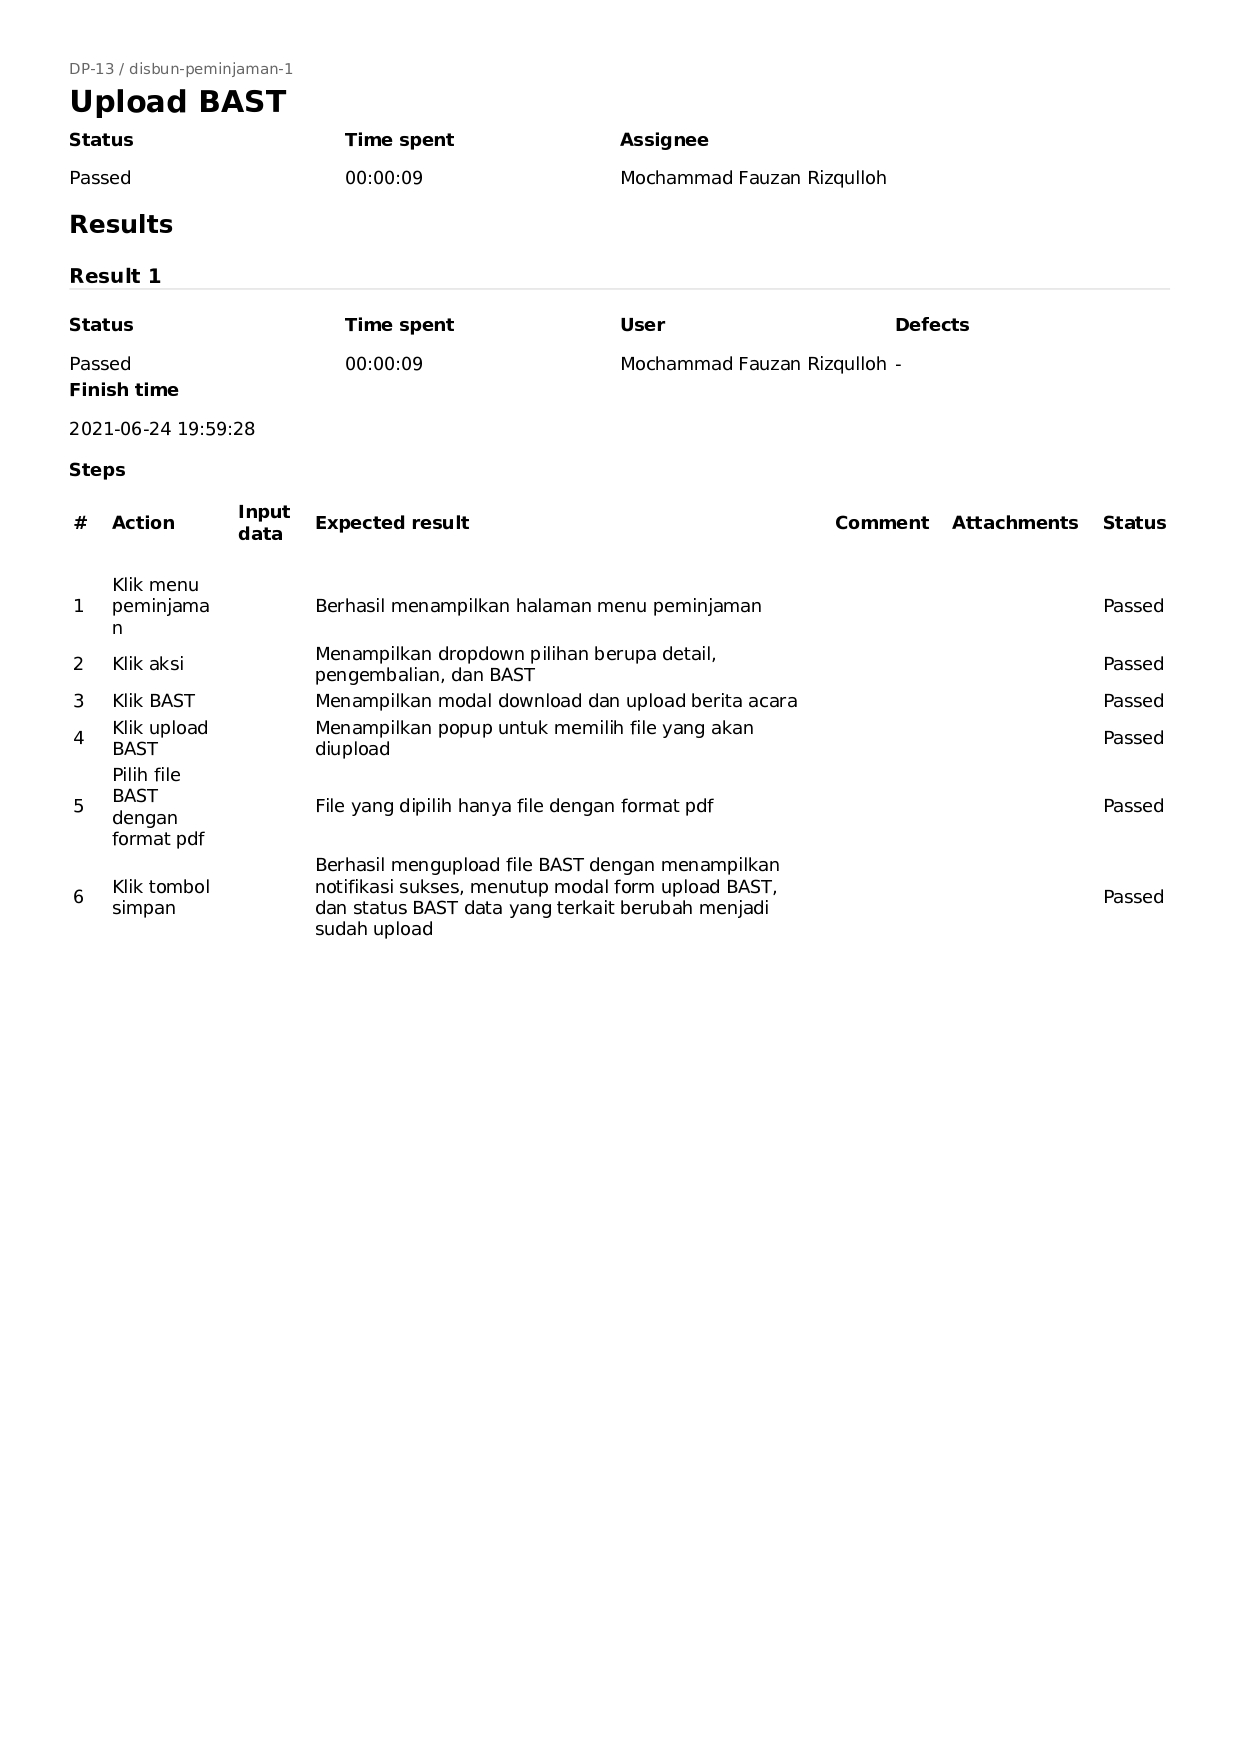 DP-13 / disbun-peminjaman-1
Upload BAST
Status Time spent Assignee
Passed 00:00:09 Mochammad Fauzan Rizqulloh
Results
Result 1
Status Time spent User Defects
Passed 00:00:09 Mochammad Fauzan Rizqulloh -
Finish time
2021-06-24 19:59:28
Steps
# Action Input data Expected result Comment Attachments Status
1 Klik menu
peminjama
n
Berhasil menampilkan halaman menu peminjaman Passed
2 Klik aksi Menampilkan dropdown pilihan berupa detail,
pengembalian, dan BAST Passed
3 Klik BAST Menampilkan modal download dan upload berita acara Passed
4 Klik upload
BAST
Menampilkan popup untuk memilih file yang akan
diupload Passed
5 Pilih file
BAST
dengan
format pdf
File yang dipilih hanya file dengan format pdf Passed
6 Klik tombol
simpan
Berhasil mengupload file BAST dengan menampilkan
notifikasi sukses, menutup modal form upload BAST,
dan status BAST data yang terkait berubah menjadi
sudah upload Passed